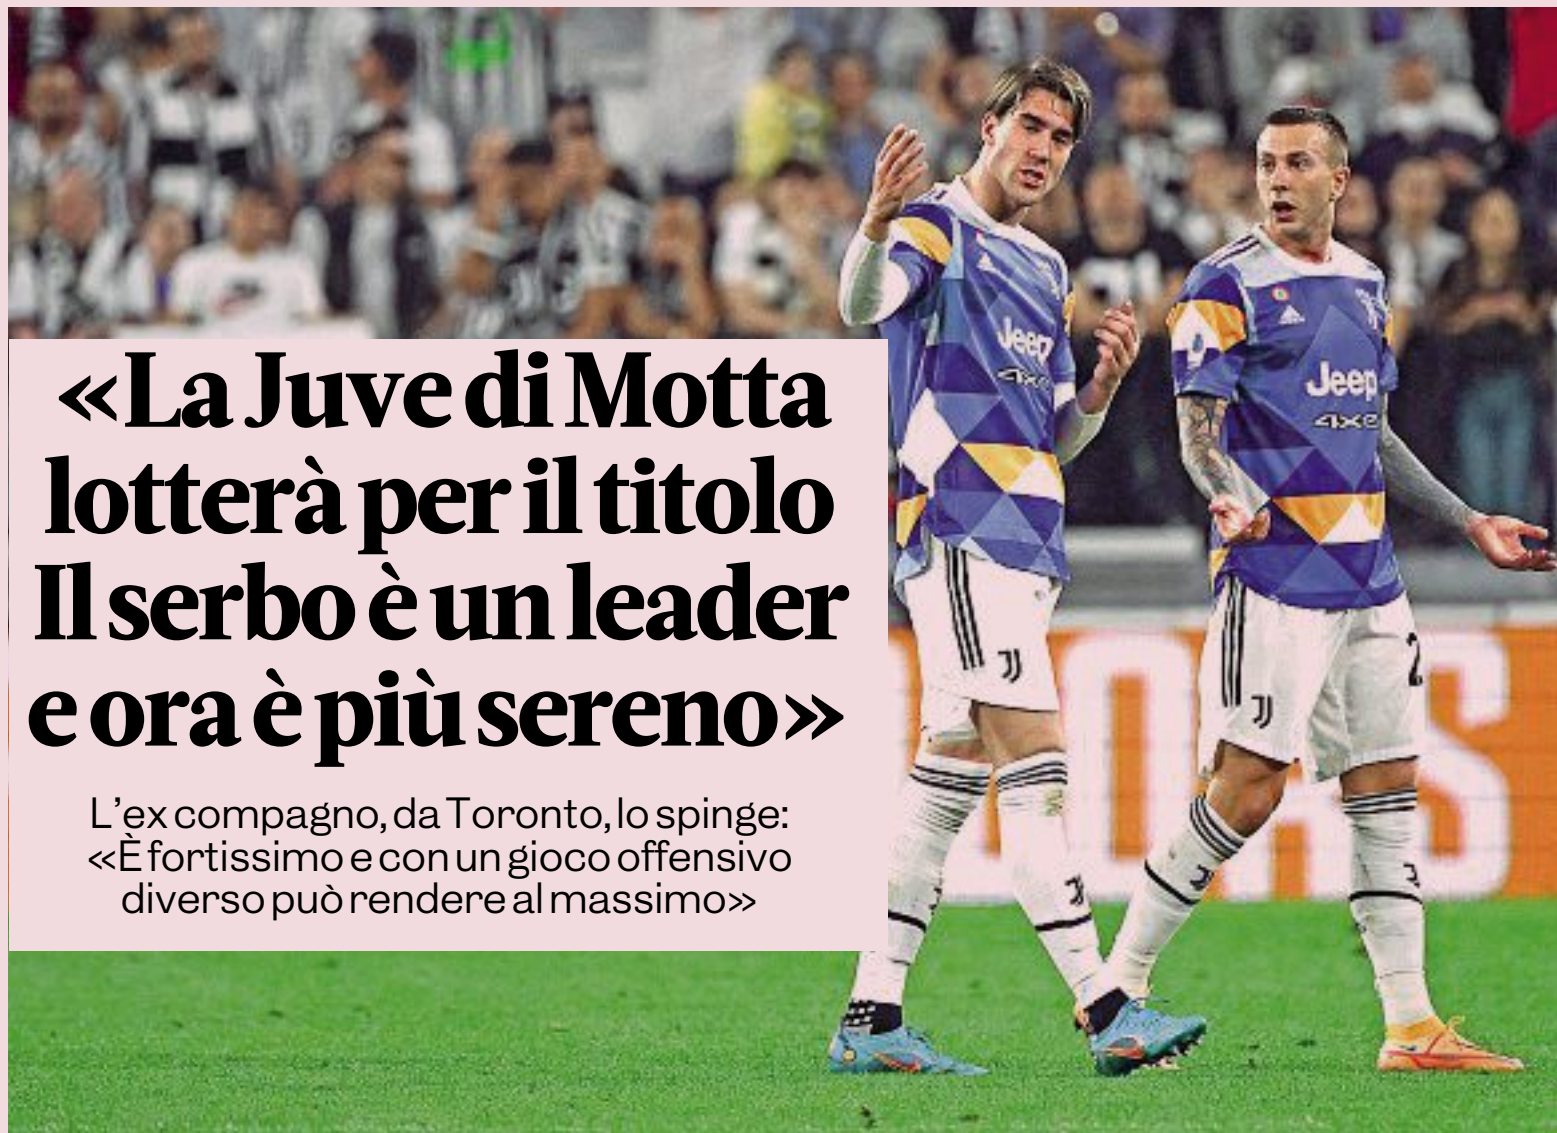 «La Juve di Motta
lotterà per il titolo
Il serbo è un leader
e ora è più sereno»
L'ex compagno, da Toronto, lo spinge:
«È fortissimo e con un gioco offensivo
diverso può rendere al massimo»
Jeep
4xe
Jeep
4xe